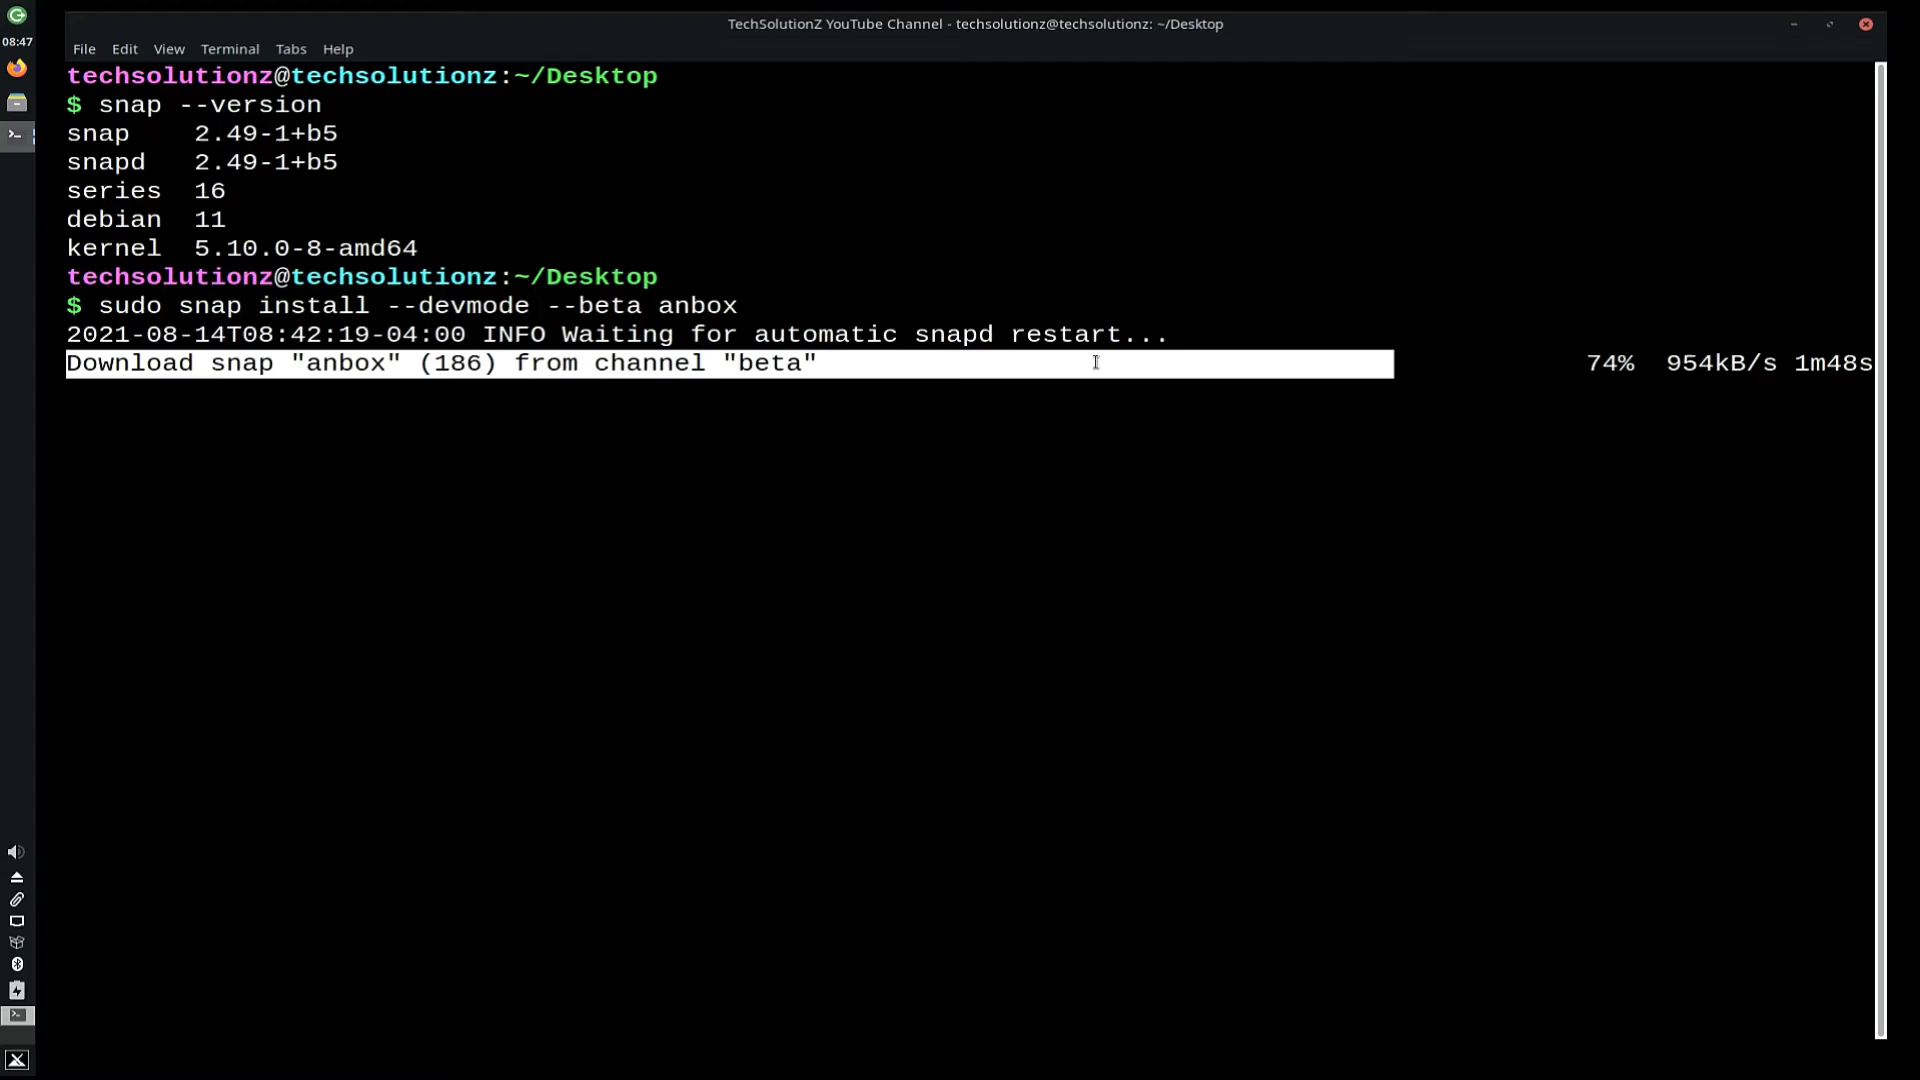 TechSolutionZ YouTube Channel - techsolutionz@techsolutionz: ~/Desktop
08:47
File Edit View Terminal Tabs Help
techsolutionz@techsolutionz:~/Desktop
$ snap --version
snap 2.49-1+b5
snapd 2.49-1+b5
series 16
debian 11
kernel 5.10.0-8-amd64
techsolutionz@techsolutionz:~/Desktop
$ sudo snap install --devmode --beta anbox
2021-08-14T08:42:19-04:00 INFO Waiting for automatic snapd restart...
Download snap "anbox" (186) from channel "beta" 74% 954kB/s 1m48s